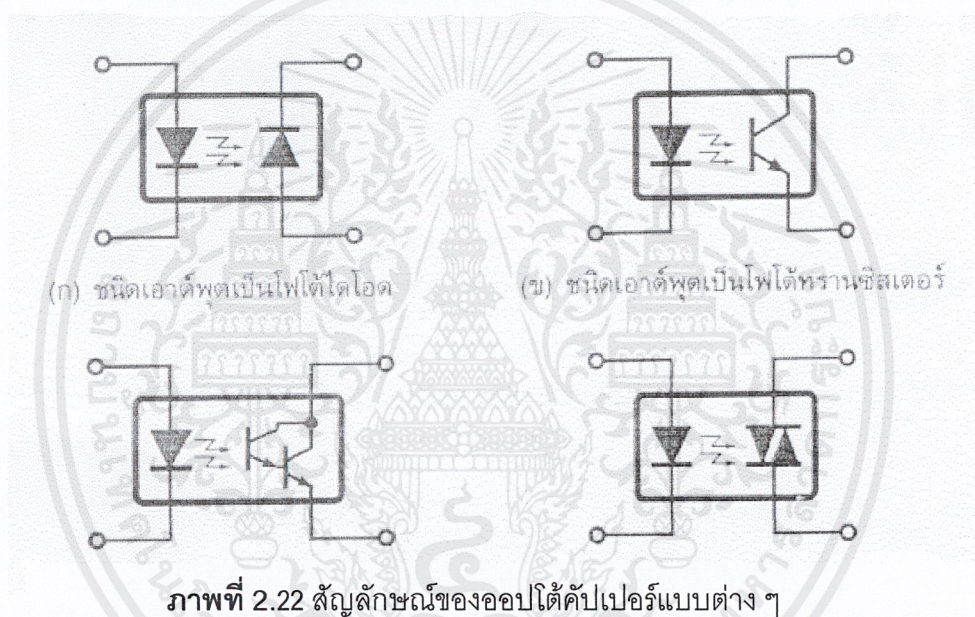 (ก) ชนิดเอาต์พุตเป็นโฟโต้ไดโอด
(ข) ชนิดเอาต์พุตเป็นโฟโต้ทรานซีสเตอร์
ภาพที่ 2.22 สัญลักษณ์ของออปโต้คัปเปอร์แบบต่าง ๆ